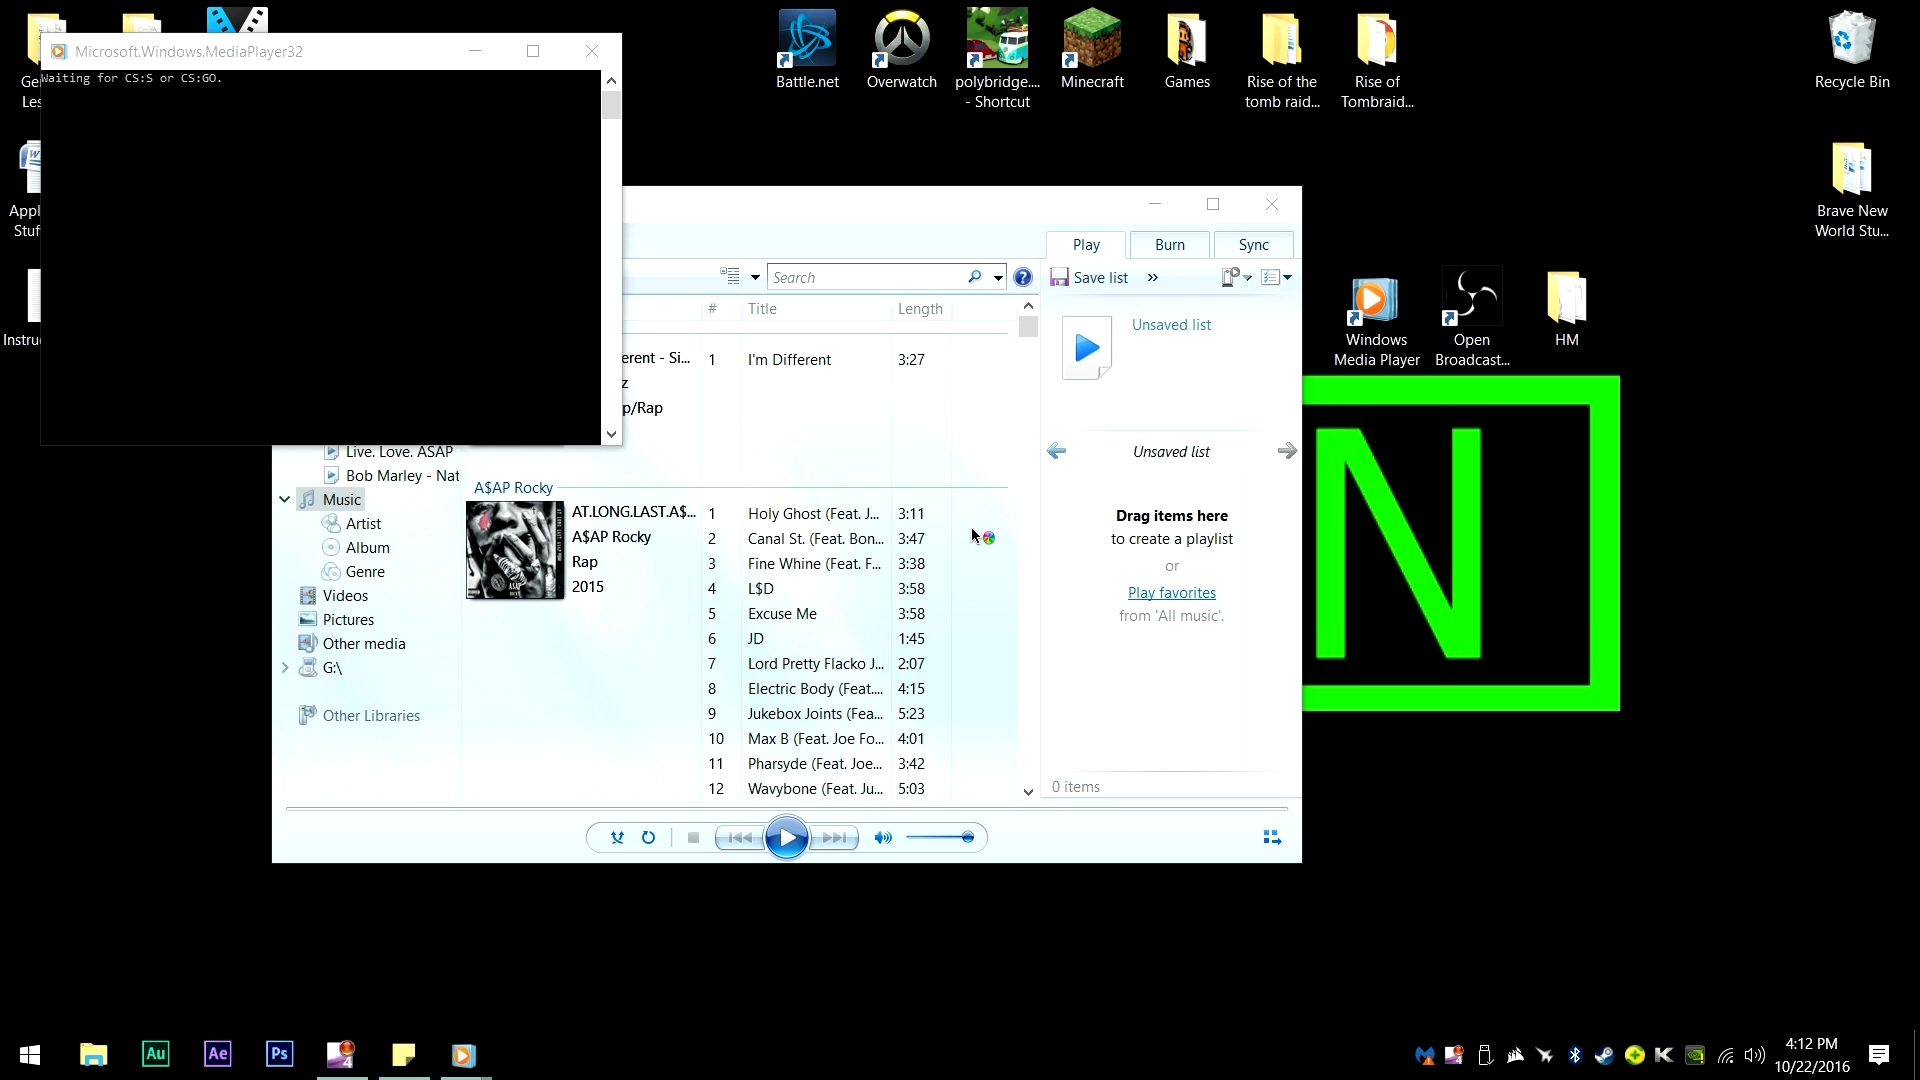 Microsoft.Windows.MediaPlayer32
Waiting for CS:S or CS:GO.
Battle.net
Overwatch
polybridge....
- Shortcut
Minecraft
Games
Rise of the
tomb raid...
Rise of
Tombraid...
Recycle Bin
Brave New
World Stu...
Windows
Media Player
Open
Broadcast...
HM
N
Play
Burn
Sync
Search
Save list
#
Title
Length
Unsaved list
erent - Si...
1
I'm Different
3:27
z
p/Rap
Live. Love. ASAP
Bob Marley - Nat
Music
Artist
Album
Genre
Videos
Pictures
Other media
G:\
Other Libraries
A$AP Rocky
AT.LONG.LAST.A$...
A$AP Rocky
Rap
2015
1 Holy Ghost (Feat. J... 3:11
2 Canal St. (Feat. Bon... 3:47
3 Fine Whine (Feat. F... 3:38
4 L$D 3:58
5 Excuse Me 3:58
6 JD 1:45
7 Lord Pretty Flacko J... 2:07
8 Electric Body (Feat.... 4:15
9 Jukebox Joints (Fea... 5:23
10 Max B (Feat. Joe Fo... 4:01
11 Pharsyde (Feat. Joe... 3:42
12 Wavybone (Feat. Ju... 5:03
Unsaved list
Drag items here
to create a playlist
or
Play favorites
from 'All music'.
0 items
Au
Ae
Ps
4:12 PM
10/22/2016